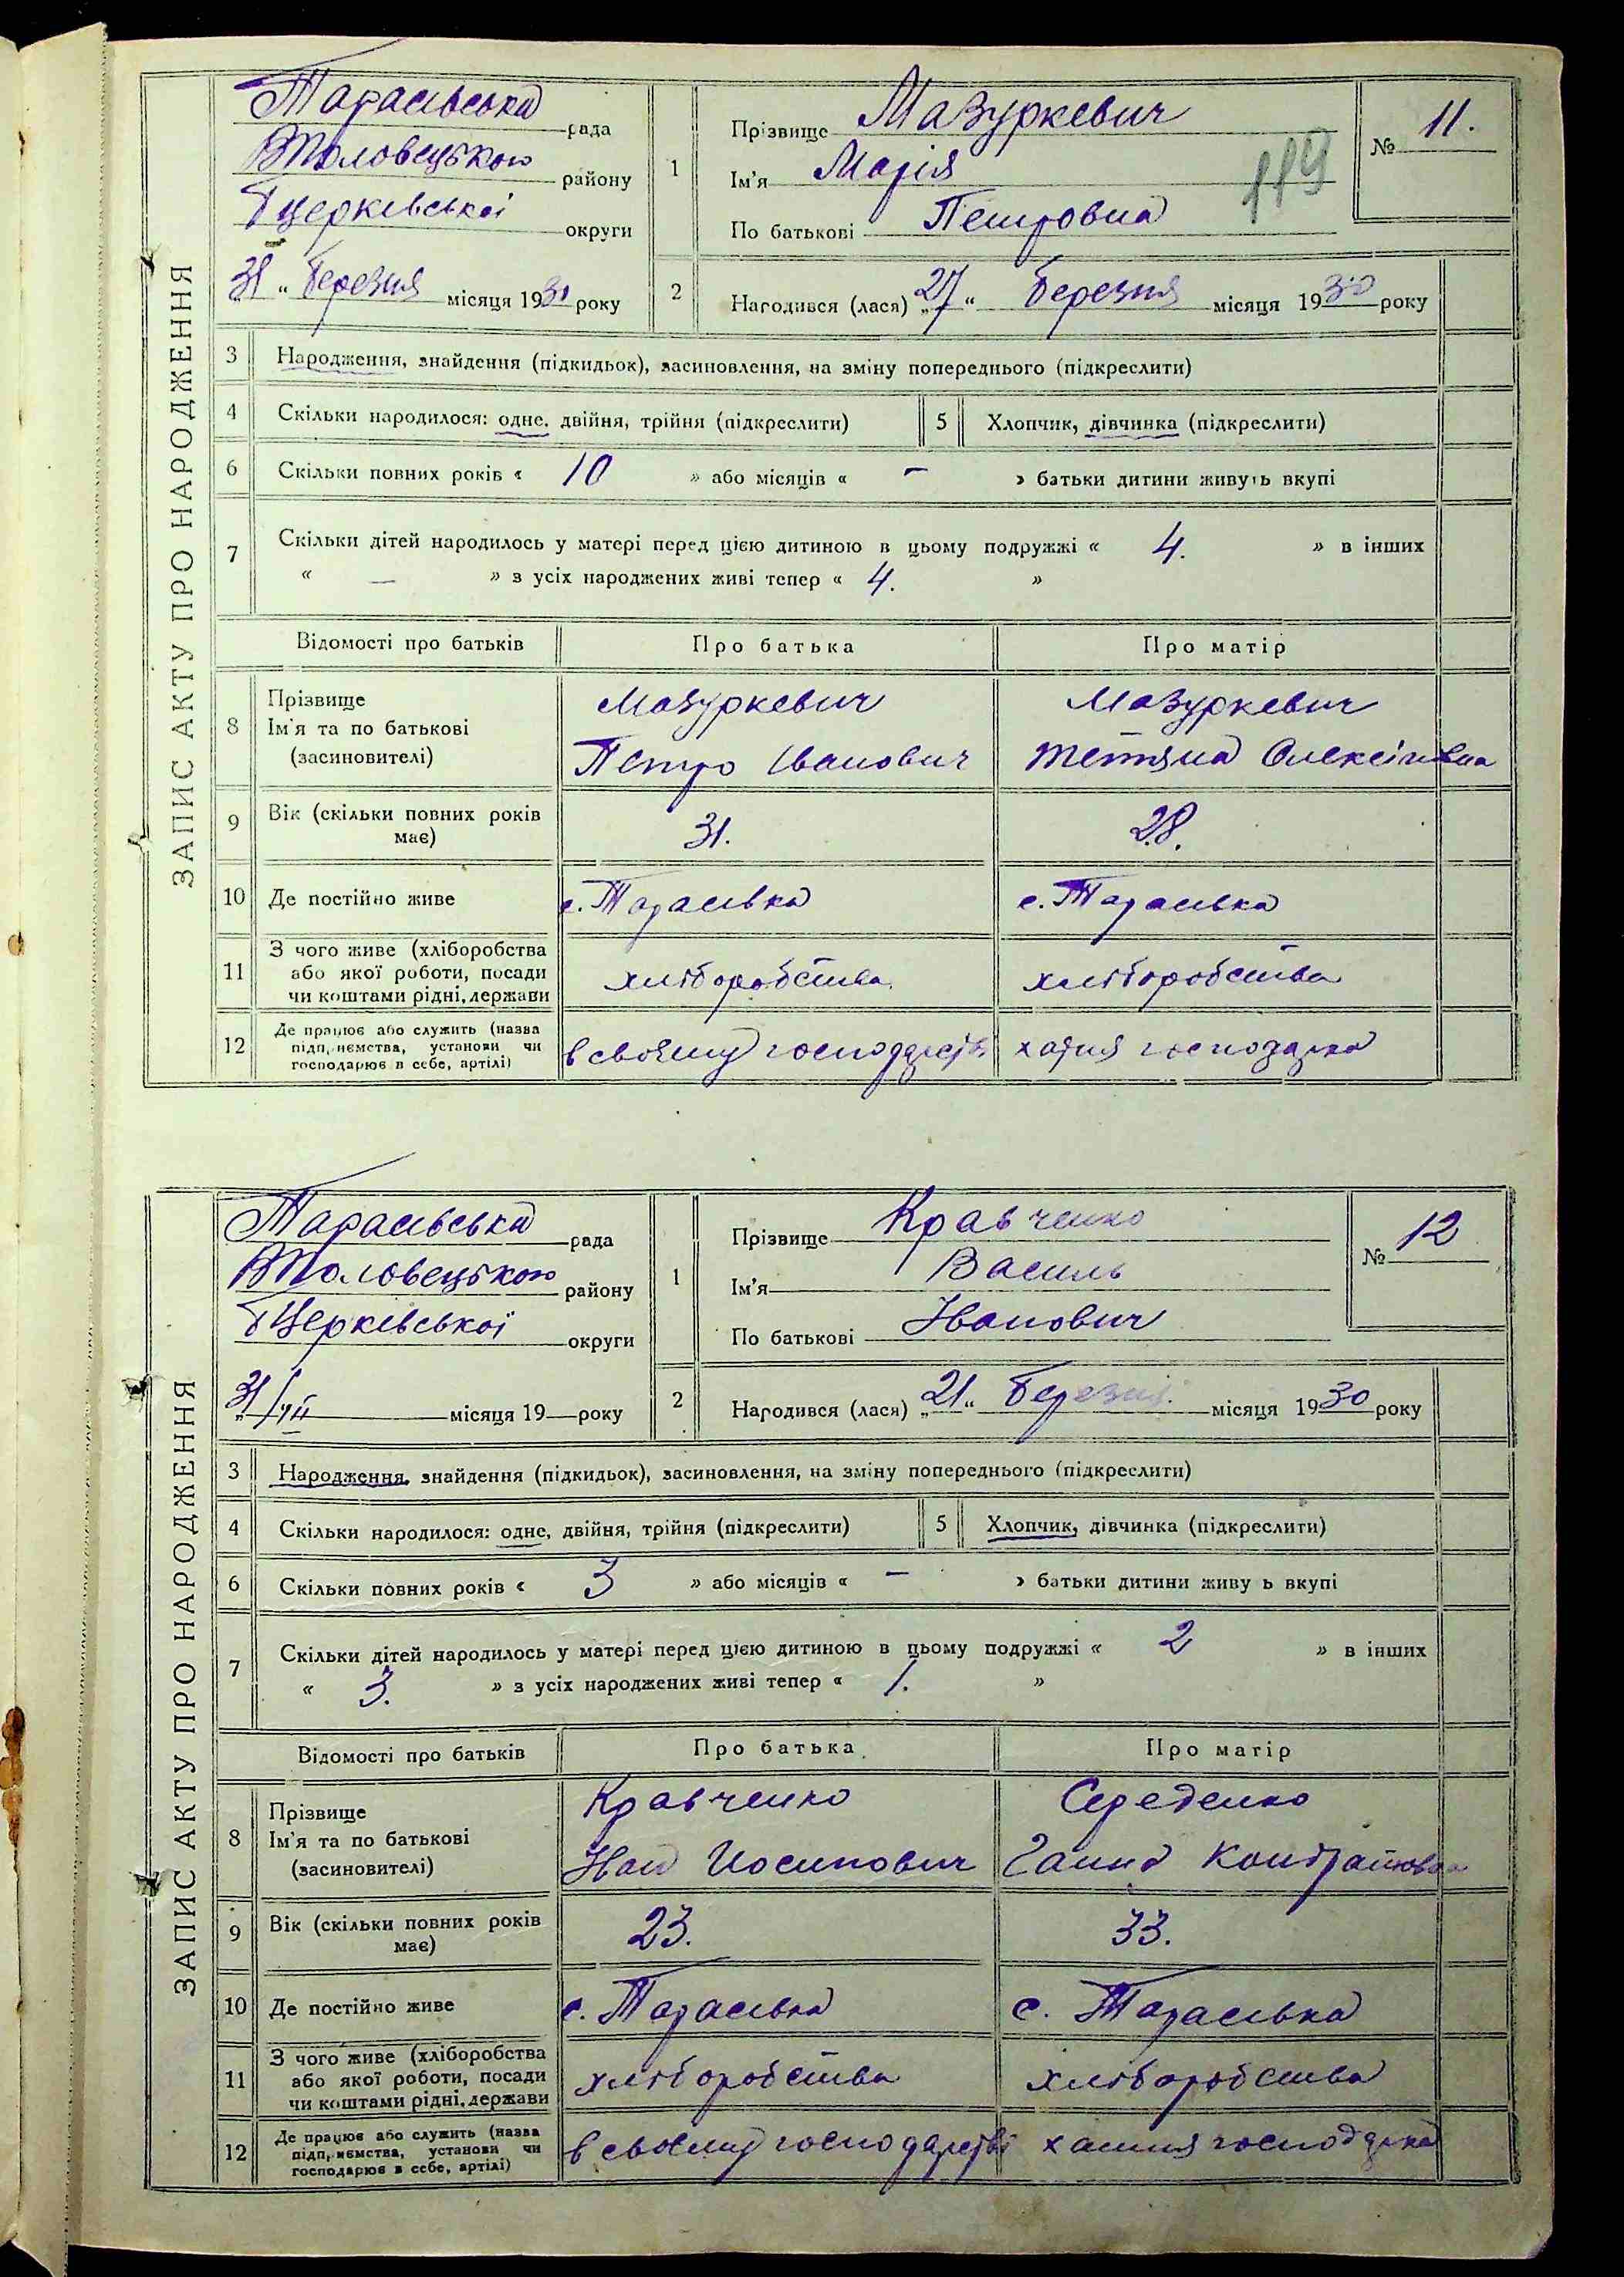 ЗАПИС АКТУ ПРО НАРОДЖЕННЯ
Тарасівська рада
Володарського району
Бцерківської округи
"31" Березня місяця 1930 року
1
Прізвище Мазуркевич
Ім'я Марія
По батькові Петровна
№ 11.
119
2
Народився (лася) "27" Березня місяця 1930 року
3 Народження, знайдення (підкидьок), засиновлення, на зміну попереднього (підкреслити)
4 Скільки народилося: одне, двійня, трійня (підкреслити) 5 Хлопчик, дівчинка (підкреслити)
6 Скільки повних років « 10 » або місяців « – » батьки дитини живуть вкупі
7 Скільки дітей народилось у матері перед цією дитиною в цьому подружжі « 4. » в інших
« — » з усіх народжених живі тепер « 4. »
Відомості про батьків Про батька Про матір
8 Прізвище Мазуркевич Мазуркевич
Ім'я та по батькові Петро Іванович Тетяна Олексіївна
(засиновителі)
9 Вік (скільки повних років має) 31. 28.
10 Де постійно живе с. Тарасівка с. Тарасівка
11 З чого живе (хліборобства
або якої роботи, посади хліборобства хліборобства
чи коштами рідні, держави
12 Де працює або служить (назва
підприємства, установи чи в своєму господарстві хатня господарка
господарює в себе, артілі)
ЗАПИС АКТУ ПРО НАРОДЖЕННЯ
Тарасівська рада
району
Бцерківської округи
"31/III місяця 19—року
1
Прізвище Кравченко
Ім'я Василь
По батькові Іванович
№ 12
2
Народився (лася) "21" Березня місяця 1930 року
3 Народження, знайдення (підкидьок), засиновлення, на зміну попереднього (підкреслити)
4 Скільки народилося: одне, двійня, трійня (підкреслити) 5 Хлопчик, дівчинка (підкреслити)
6 Скільки повних років « 3 » або місяців « – » батьки дитини живу ь вкупі
7 Скільки дітей народилось у матері перед цією дитиною в цьому подружжі « 2 » в інших
« 3. » з усіх народжених живі тепер « 1. »
Відомості про батьків Про батька Про матір
8 Прізвище Кравченко Середенко
Ім'я та по батькові Іван Иосипович Ганна
(засиновителі)
9 Вік (скільки повних років має) 23. 33.
10 Де постійно живе с. Тарасівка с. Тарасівка
11 З чого живе (хліборобства
або якої роботи, посади хліборобства хліборобства
чи коштами рідні, держави
12 Де працює або служить (назва
підприємства, установи чи в своєму господарстві хатня господарка
господарює в себе, артілі)